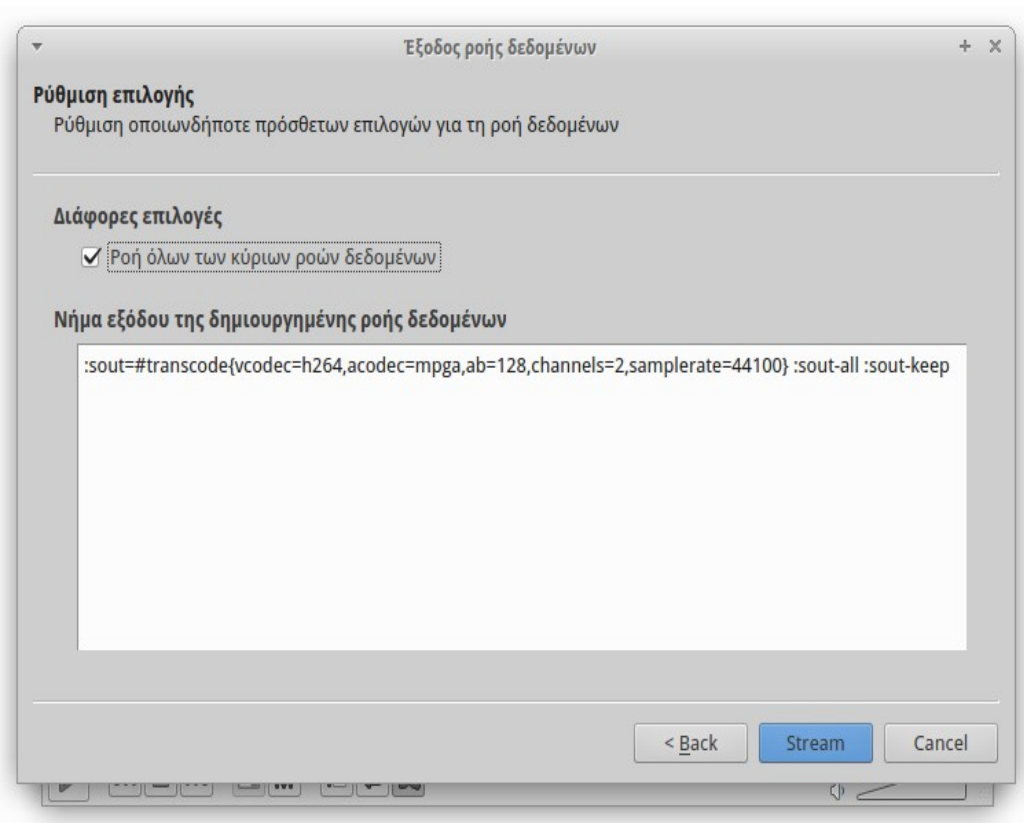 Έξοδος ροής δεδομένων
Ρύθμιση επιλογής
Ρύθμιση οποιωνδήποτε πρόσθετων επιλογών για τη ροή δεδομένων
Διάφορες επιλογές
Ροή όλων των κύριων ροών δεδομένων
Νήμα εξόδου της δημιουργημένης ροής δεδομένων
:sout=#transcode{vcodec=h264,acodec=mpga,ab=128,channels=2,samplerate=44100} :sout-all :sout-keep
< Back
Stream
Cancel